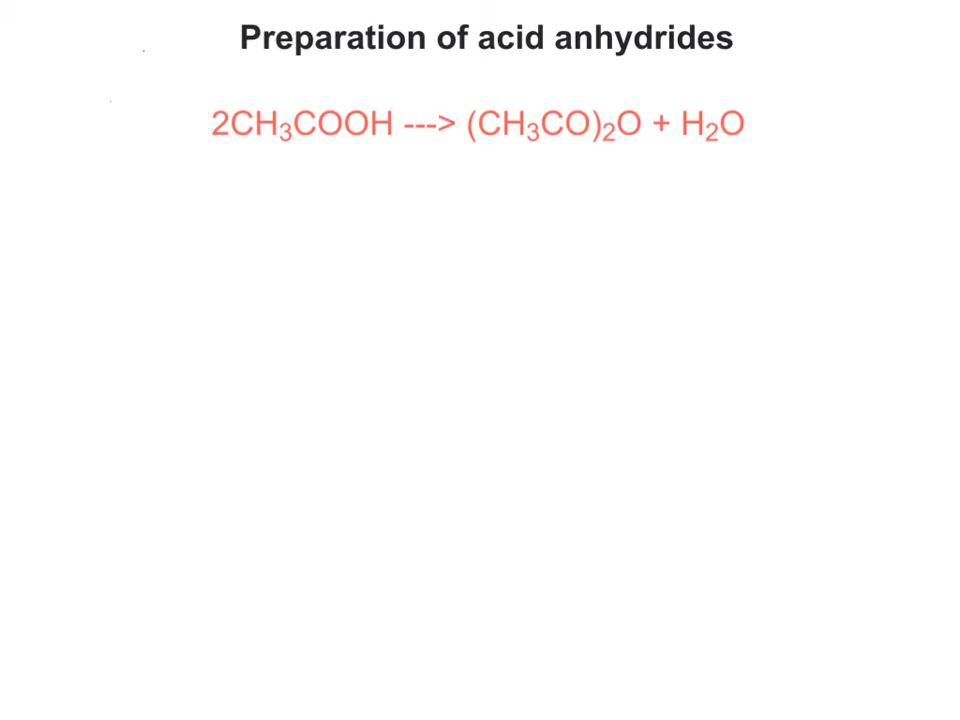 Preparation of acid anhydrides
2CH₃COOH ---> (CH₃CO)₂O + H₂O